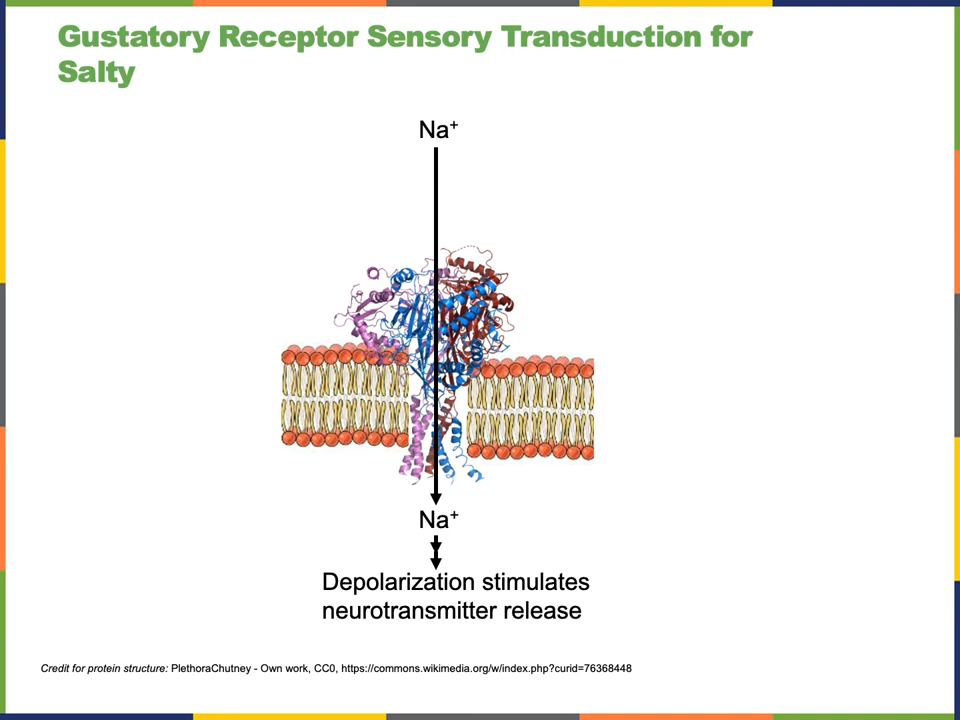 Gustatory Receptor Sensory Transduction for
Salty
Na⁺
Na⁺
Depolarization stimulates
neurotransmitter release
Credit for protein structure: PlethoraChutney - Own work, CC0, https://commons.wikimedia.org/w/index.php?curid=76368448